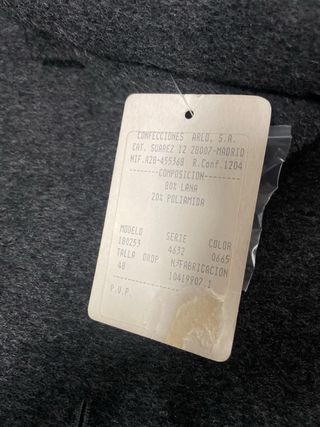 CONFECCIONES ARLO, S.A.
CAT. SUAREZ 12 28007-MADRID
NIF.A28-455368 R.Conf.1204
COMPOSICION
80% LANA
20% POLIAMIDA
MODELO SERIE COLOR
180253 4632 0665
TALLA DROP N.FABRICACION
48 10419907 1
P.V.P